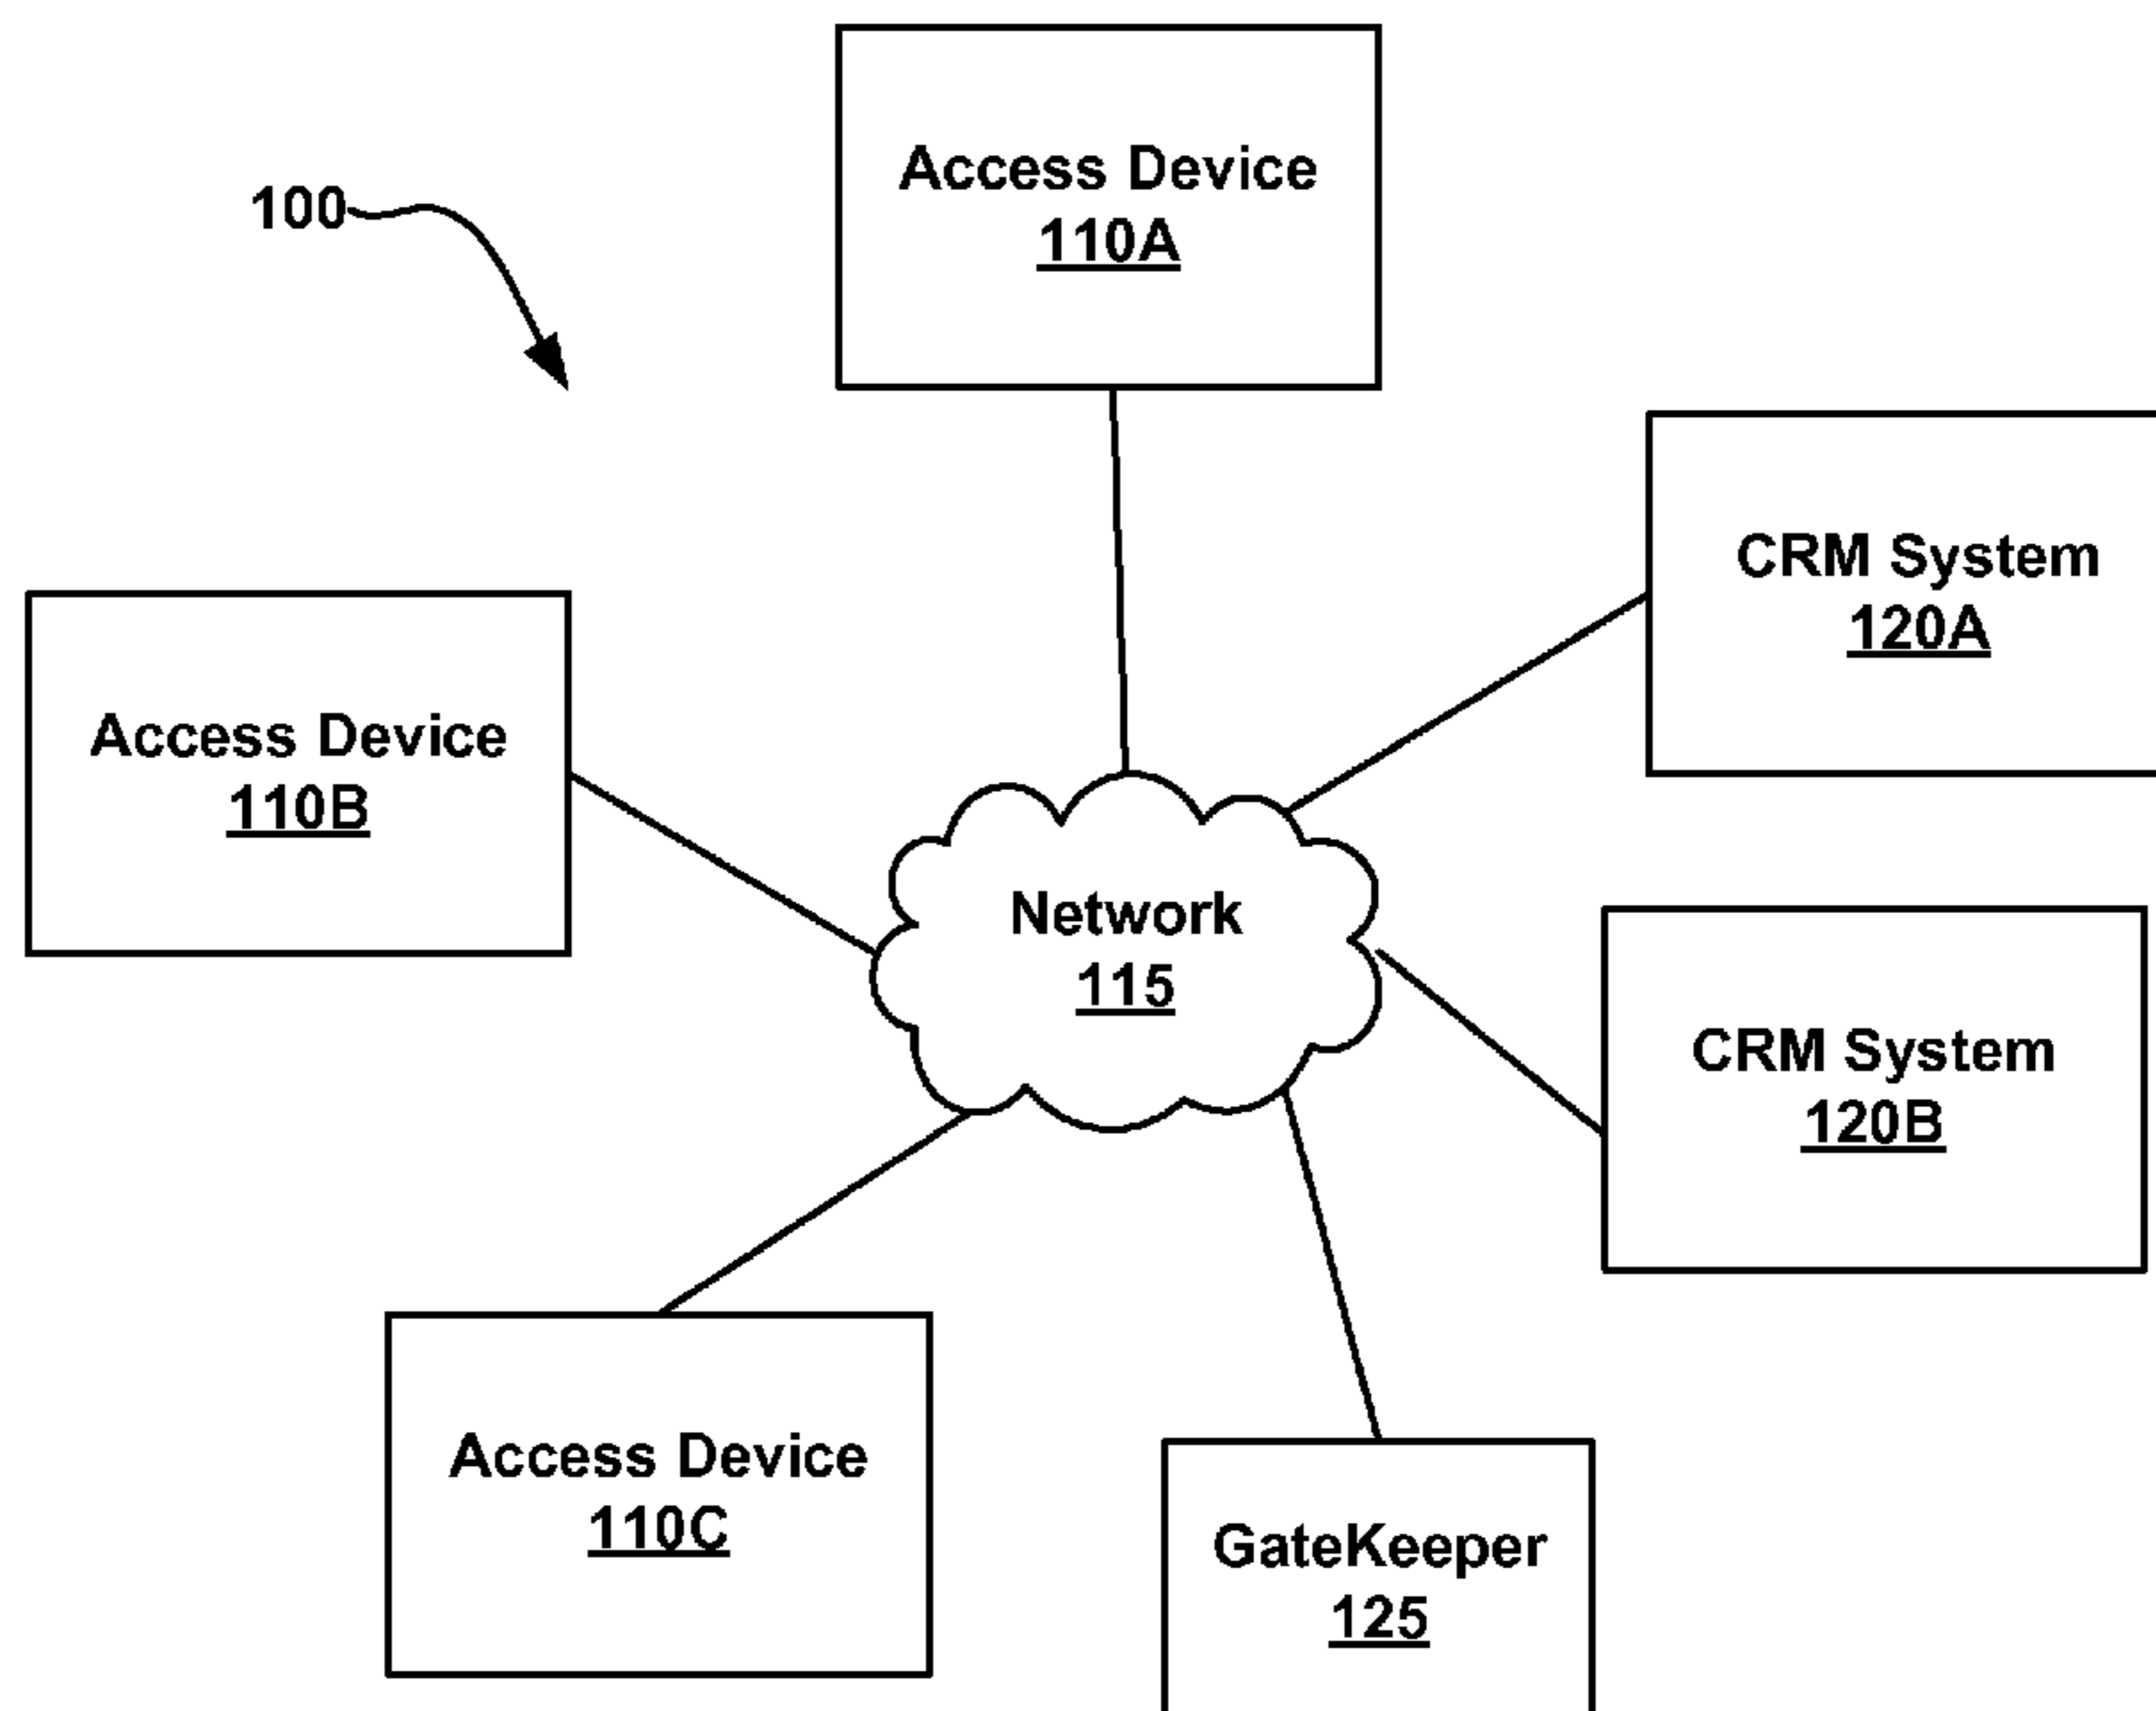 Access Device
110A
100
CRM System
120A
Access Device
110B
Network
115
CRM System
120B
Access Device
110C
GateKeeper
125